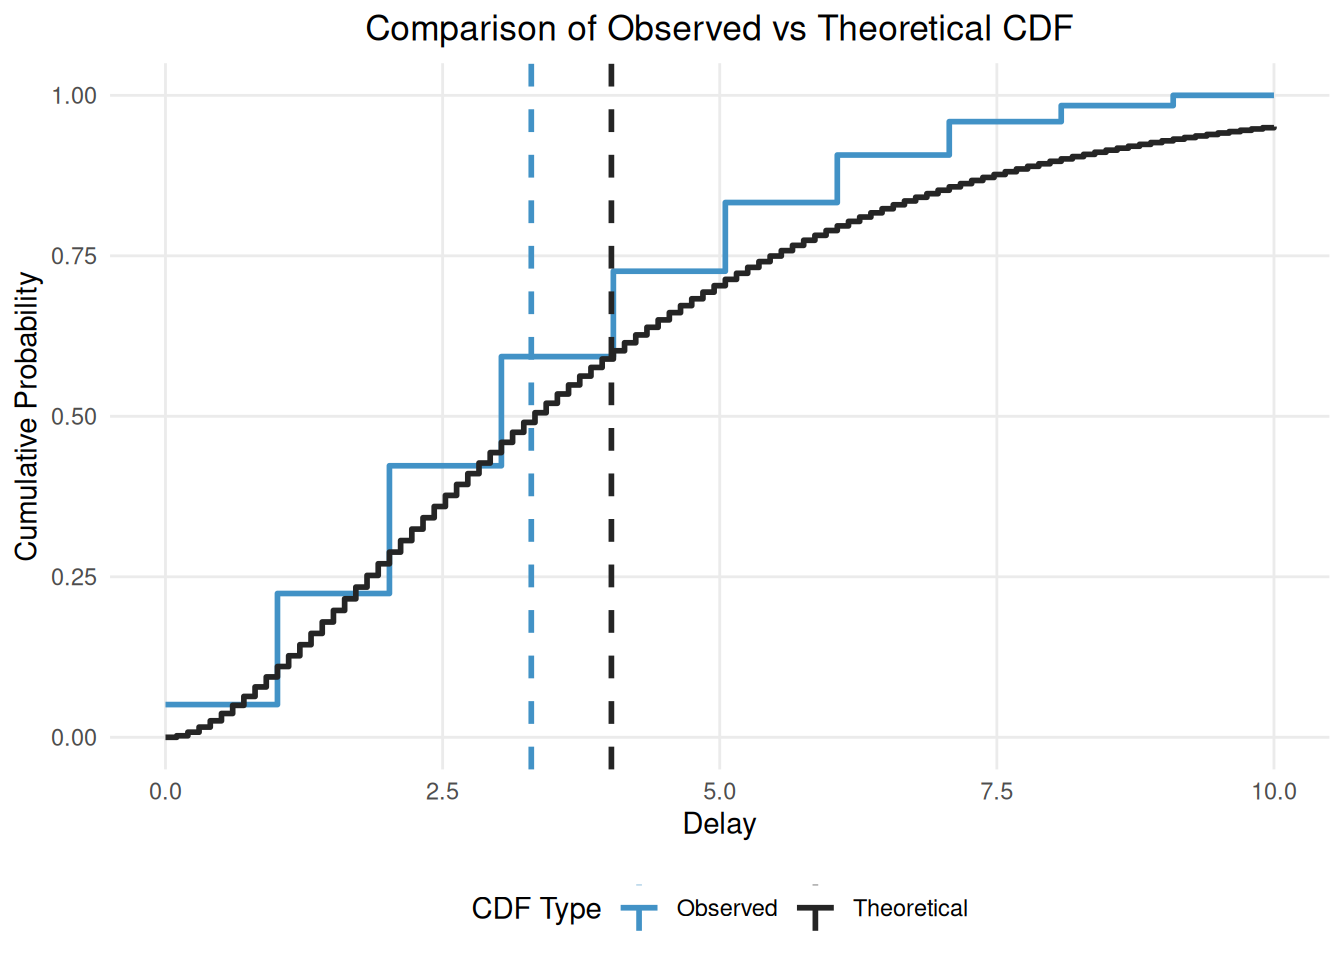 Comparison of Observed vs Theoretical CDF
Cumulative Probability
1.00
0.75
0.50
0.25
0.00
0.0 2.5 5.0 7.5 10.0
Delay
CDF Type Observed Theoretical